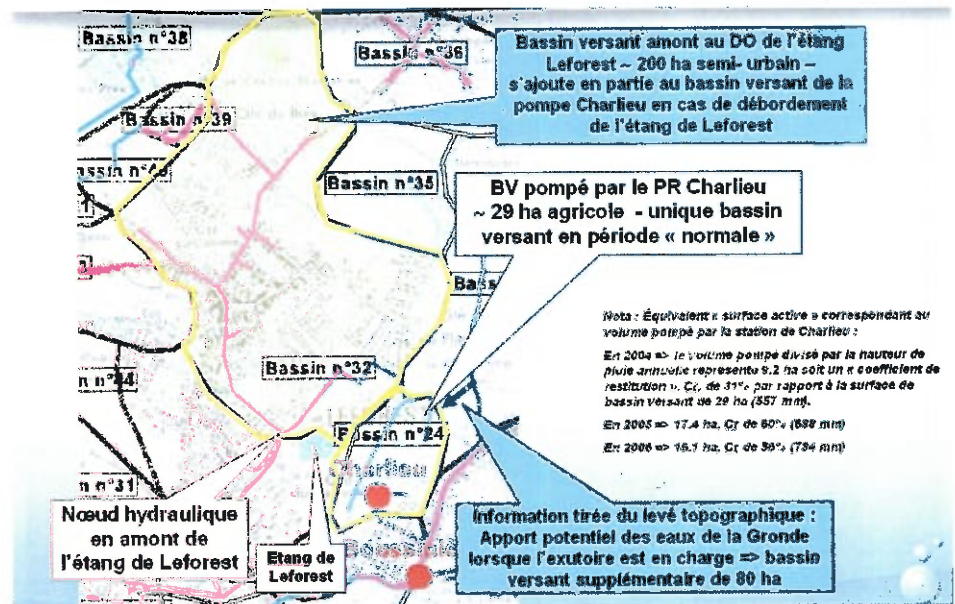 Bassin n°38
Bassin n°36
Bassin versant amont au DO de l'étang
Leforest ~ 200 ha semi- urbain –
s'ajoute en partie au bassin versant de la
pompe Charlieu en cas de débordement
de l'étang de Leforest
Bassin n°39
Bassin n°35
BV pompé par le PR Charlieu
~ 29 ha agricole - unique bassin
versant en période « normale »
Nota : Équivalent « surface active » correspondant au
volume pompé par la station de Charlieu :
En 2004 => le volume pompé divisé par la hauteur de
pluie annuelle représente 9.2 ha soit un « coefficient de
restitution », Cr, de 31% par rapport à la surface de
bassin versant de 29 ha (557 mm).
En 2005 => 17.4 ha, Cr de 60% (688 mm)
En 2006 => ha, Cr de (734 mm)
Bassin n°32
Bassin n°24
Charlieu
n n°31
Nœud hydraulique
en amont de
l'étang de Leforest
Etang de
Leforest
Information tirée du levé topographique :
Apport potentiel des eaux de la Gronde
lorsque l'exutoire est en charge => bassin
versant supplémentaire de 80 ha